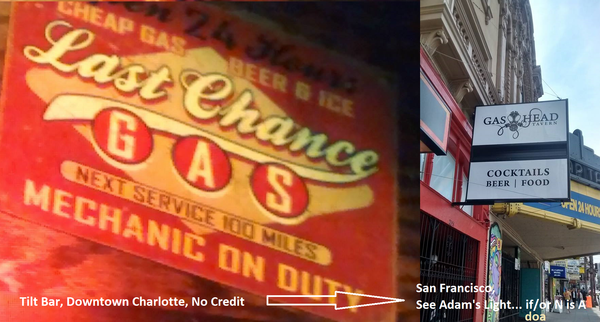 Open 24 Hours
CHEAP GAS BEER & ICE
Last Chance
GAS
NEXT SERVICE 100 MILES
MECHANIC ON DUTY
Tilt Bar, Downtown Charlotte, No Credit
GAS HEAD
TAVERN
COCKTAILS
BEER | FOOD
OPEN 24 HOURS
San Francisco,
See Adam's Light... if/or N is A
doa